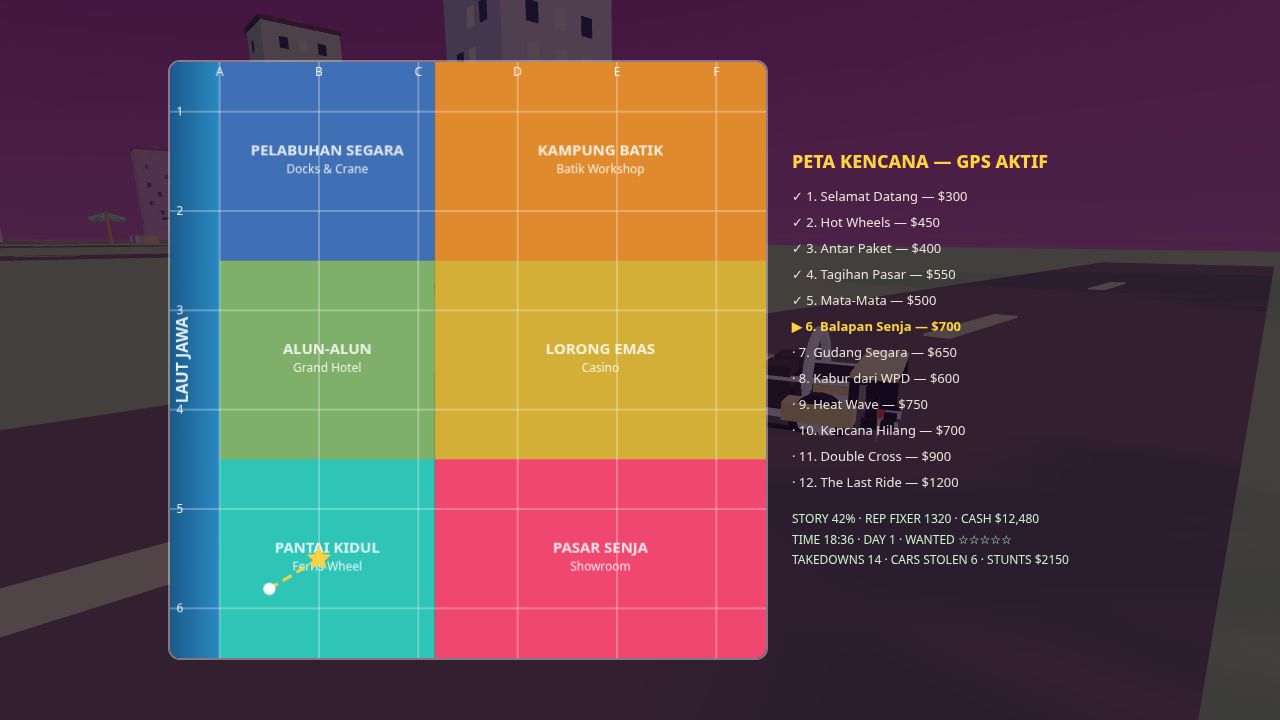 A B C D E F
1
PELABUHAN SEGARA
Docks & Crane
KAMPUNG BATIK
Batik Workshop
2
3
LAUT JAWA
ALUN-ALUN
Grand Hotel
LORONG EMAS
Casino
4
5
PANTAI KIDUL
Ferris Wheel
PASAR SENJA
Showroom
6
PETA KENCANA — GPS AKTIF
✓ 1. Selamat Datang — $300
✓ 2. Hot Wheels — $450
✓ 3. Antar Paket — $400
✓ 4. Tagihan Pasar — $550
✓ 5. Mata-Mata — $500
▶ 6. Balapan Senja — $700
· 7. Gudang Segara — $650
· 8. Kabur dari WPD — $600
· 9. Heat Wave — $750
· 10. Kencana Hilang — $700
· 11. Double Cross — $900
· 12. The Last Ride — $1200
STORY 42% · REP FIXER 1320 · CASH $12,480
TIME 18:36 · DAY 1 · WANTED ☆☆☆☆☆
TAKEDOWNS 14 · CARS STOLEN 6 · STUNTS $2150